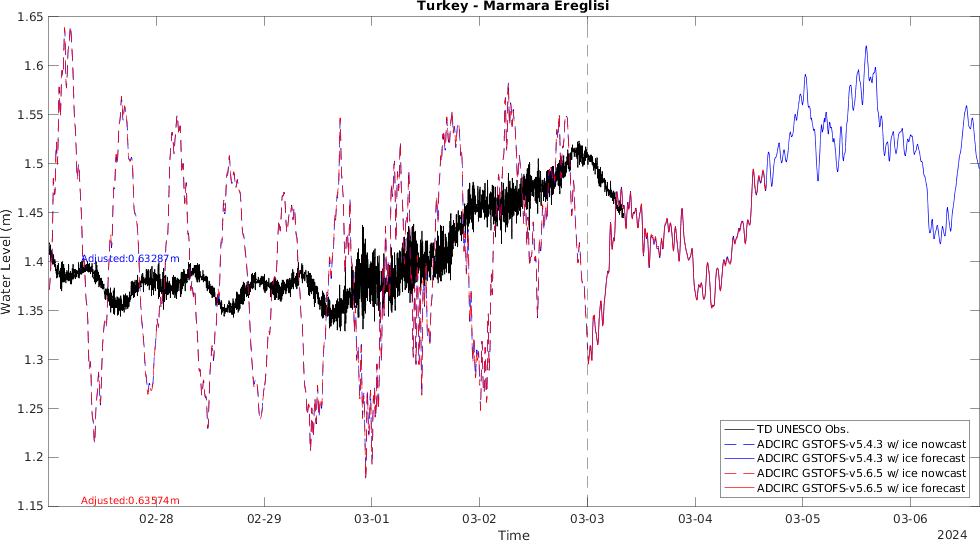 Turkey - Marmara Ereglisi
1.65
1.6
1.55
1.5
1.45
1.4
1.35
1.3
1.25
1.2
1.15
Water Level (m)
Adjusted:0.63287m
Adjusted:0.63574m
TD UNESCO Obs.
ADCIRC GSTOFS-v5.4.3 w/ ice nowcast
ADCIRC GSTOFS-v5.4.3 w/ ice forecast
ADCIRC GSTOFS-v5.6.5 w/ ice nowcast
ADCIRC GSTOFS-v5.6.5 w/ ice forecast
02-28 02-29 03-01 03-02 03-03 03-04 03-05 03-06
Time
2024